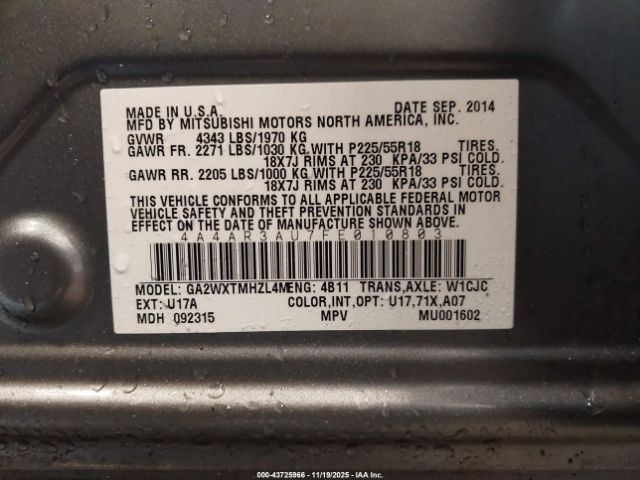 MADE IN U.S.A. DATE SEP. 2014
MFD BY MITSUBISHI MOTORS NORTH AMERICA, INC.
GVWR 4343 LBS/1970 KG
GAWR FR. 2271 LBS/1030 KG WITH P225/55R18 TIRES,
18X7J RIMS AT 230 KPA/33 PSI COLD.
GAWR RR. 2205 LBS/1000 KG WITH P225/55R18 TIRES,
18X7J RIMS AT 230 KPA/33 PSI COLD.
THIS VEHICLE CONFORMS TO ALL APPLICABLE FEDERAL MOTOR
VEHICLE SAFETY AND THEFT PREVENTION STANDARDS IN
EFFECT ON THE DATE OF MANUFACTURE SHOWN ABOVE.
4A4AR3AU7FE010803
MODEL: GA2WXTMHZL4M ENG: 4B11 TRANS,AXLE: W1CJC
EXT: U17A COLOR,INT,OPT: U17,71X,A07
MDH 092315 MPV MU001602
000-43725966 - 11/19/2025 - IAA Holdings, LLC.